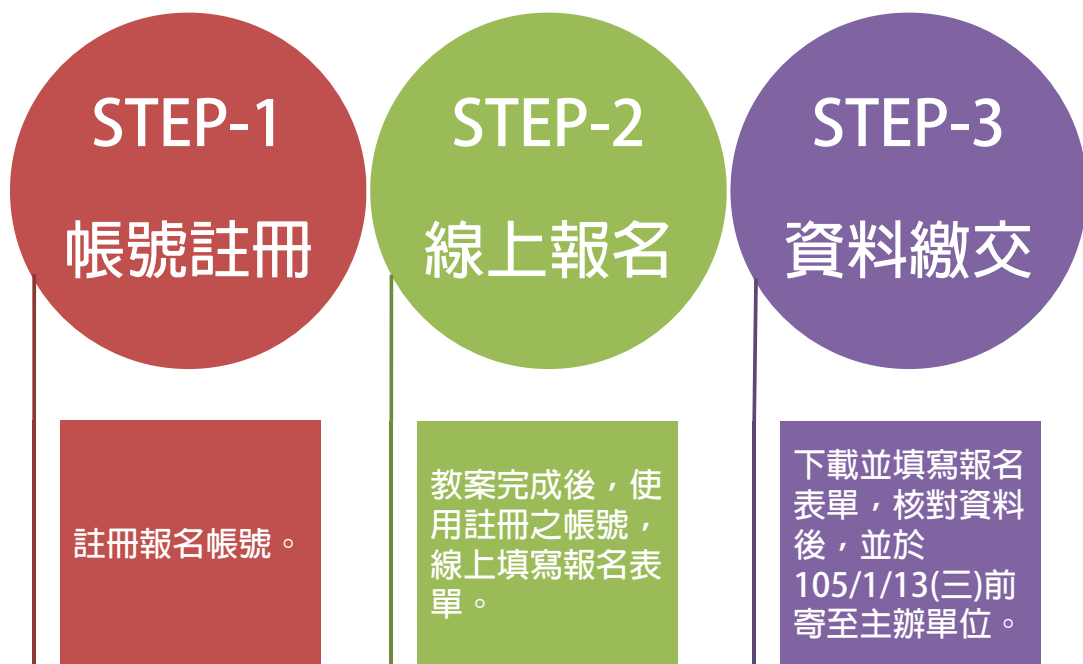 STEP-1
帳號註冊
註冊報名帳號。
STEP-2
線上報名
教案完成後，使
用註冊之帳號，
線上填寫報名表
單。
STEP-3
資料繳交
下載並填寫報名
表單，核對資料
後，並於
105/1/13(三)前
寄至主辦單位。